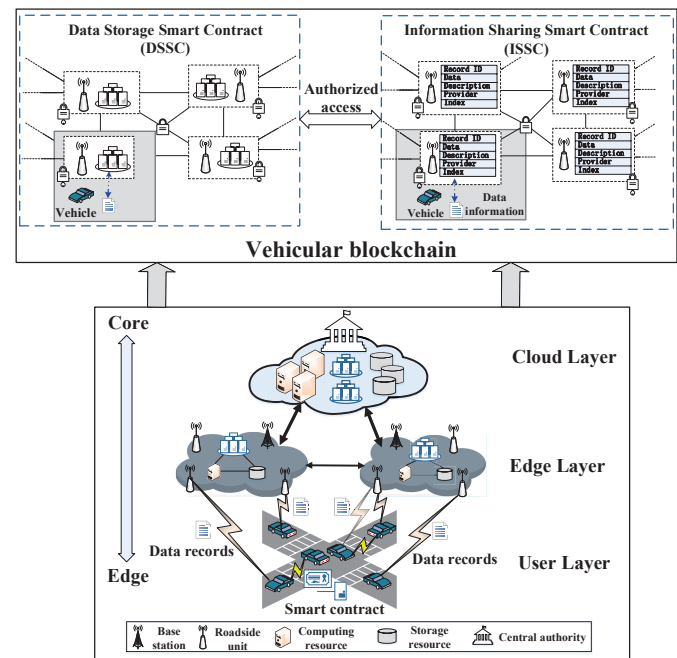 Data Storage Smart Contract
(DSSC)
Information Sharing Smart Contract
(ISSC)
Record ID
Data
Description
Provider
Index
Record ID
Data
Description
Provider
Index
Authorized
access
Record ID
Data
Description
Provider
Index
Record ID
Data
Description
Provider
Index
Vehicle
Vehicle
Data
information
Vehicular blockchain
Core
Cloud Layer
Edge Layer
Data records
Data records
User Layer
Edge
Smart contract
Base
station
Roadside
unit
Computing
resource
Storage
resource
Central authority